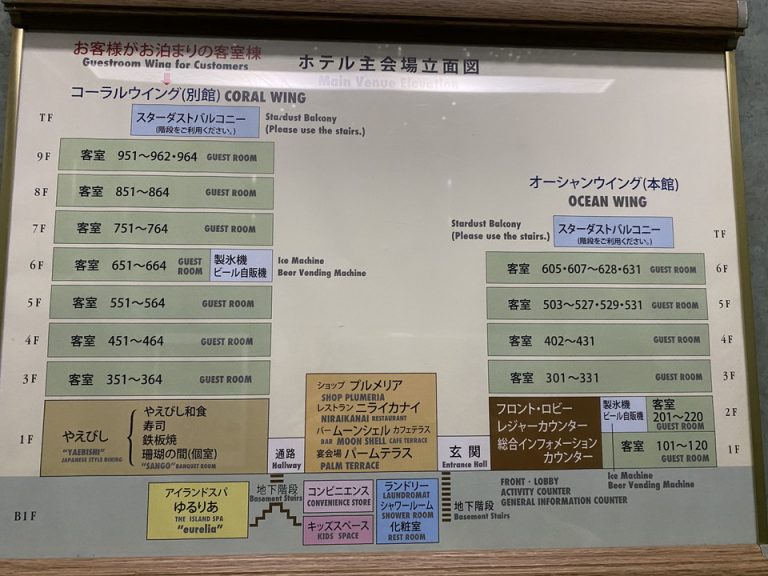 お客様がお泊まりの客室棟
Guestroom Wing for Customers
ホテル主会場立面図
Main Venue Elevation
コーラルウイング(別館) CORAL WING
TF
スターダストバルコニー
(階段をご利用ください。)
Stardust Balkony
(Please use the stairs.)
9F
客室 951〜962・964 GUEST ROOM
8F
客室 851〜864 GUEST ROOM
7F
客室 751〜764 GUEST ROOM
6F
客室 651〜664 GUEST
ROOM
製氷機
ビール自販機
Ice Machine
Beer Vending Machine
5F
客室 551〜564 GUEST ROOM
4F
客室 451〜464 GUEST ROOM
3F
客室 351〜364 GUEST ROOM
1F
やえびし
"YAEBISHI"
JAPANESE STYLE DINING
やえびし和食
寿司
鉄板焼
珊瑚の間(個室)
"SANGO" BANQUET ROOM
通路
Hallway
ショップ プルメリア
SHOP PLUMERIA
レストラン ニライカナイ
NIRAIKANAI RESTAURANT
バー ムーンシェル カフェテラス
BAR MOON SHELL CAFE TERRACE
宴会場 パームテラス
PALM TERRACE
玄関
Entrance Hall
オーシャンウイング(本館)
OCEAN WING
Stardust Balkony
(Please use the stairs.)
スターダストバルコニー
(階段をご利用ください。)
TF
客室 605・607〜628・631 GUEST ROOM
6F
客室 503〜527・529・531 GUEST ROOM
5F
客室 402〜431 GUEST ROOM
4F
客室 301〜331 GUEST ROOM
3F
フロント・ロビー
レジャーカウンター
総合インフォメーション
カウンター
製氷機
ビール自販機
客室
201〜220
GUEST ROOM
2F
客室 101〜120
GUEST ROOM
1F
Ice Machine
Beer Vending Machine
FRONT・LOBBY
ACTIVITY COUNTER
GENERAL INFORMATION COUNTER
B1F
アイランドスパ
ゆるりあ
THE ISLAND SPA
"eurelia"
地下階段
Basement Stairs
コンビニエンス
CONVENIENCE STORE
キッズスペース
KIDS SPACE
ランドリー
LAUNDROMAT
シャワールーム
SHOWER ROOM
化粧室
REST ROOM
地下階段
Basement Stairs